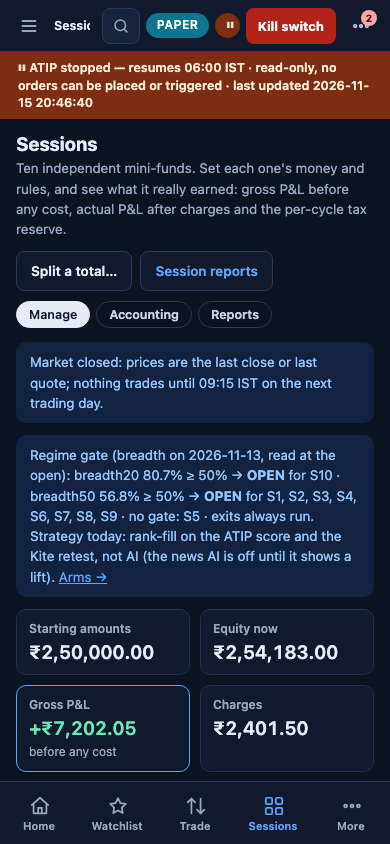 Sessi
PAPER
Kill switch
2
ATIP stopped — resumes 06:00 IST · read-only, no
orders can be placed or triggered · last updated 2026-11-
15 20:46:40
Sessions
Ten independent mini-funds. Set each one's money and
rules, and see what it really earned: gross P&L before
any cost, actual P&L after charges and the per-cycle tax
reserve.
Split a total...
Session reports
Manage
Accounting
Reports
Market closed: prices are the last close or last
quote; nothing trades until 09:15 IST on the next
trading day.
Regime gate (breadth on 2026-11-13, read at the
open): breadth20 80.7% ≥ 50% → OPEN for S10 ·
breadth50 56.8% ≥ 50% → OPEN for S1, S2, S3, S4,
S6, S7, S8, S9 · no gate: S5 · exits always run.
Strategy today: rank-fill on the ATIP score and the
Kite retest, not AI (the news AI is off until it shows a
lift). Arms →
Starting amounts
₹2,50,000.00
Equity now
₹2,54,183.00
Gross P&L
+₹7,202.05
before any cost
Charges
₹2,401.50
Home
Watchlist
Trade
Sessions
More